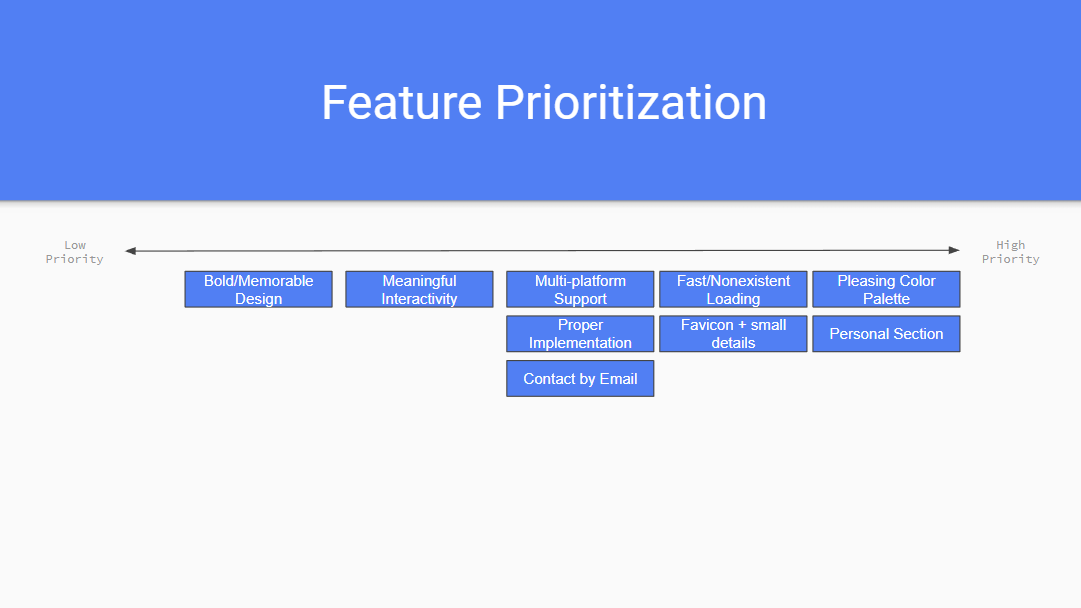 Feature Prioritization
Low
Priority
High
Priority
Bold/Memorable
Design
Meaningful
Interactivity
Multi-platform
Support
Fast/Nonexistent
Loading
Pleasing Color
Palette
Proper
Implementation
Favicon + small
details
Personal Section
Contact by Email